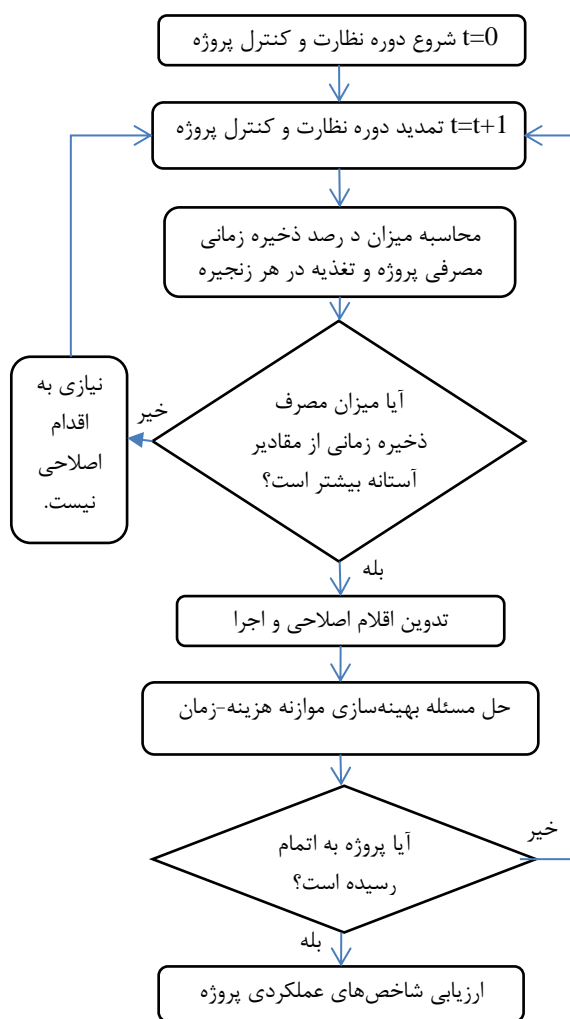 شروع دوره نظارت و کنترل پروژه t=0
تمدید دوره نظارت و کنترل پروژه t=t+1
محاسبه میزان د رصد ذخیره زمانی
مصرفی پروژه و تغذیه در هر زنجیره
آیا میزان مصرف
ذخیره زمانی از مقادیر
آستانه بیشتر است؟
خیر
نیازی به
اقدام
اصلاحی
نیست.
بله
تدوین اقلام اصلاحی و اجرا
حل مسئله بهینه‌سازی موازنه هزینه-زمان
آیا پروژه به اتمام
رسیده است؟
خیر
بله
ارزیابی شاخص‌های عملکردی پروژه